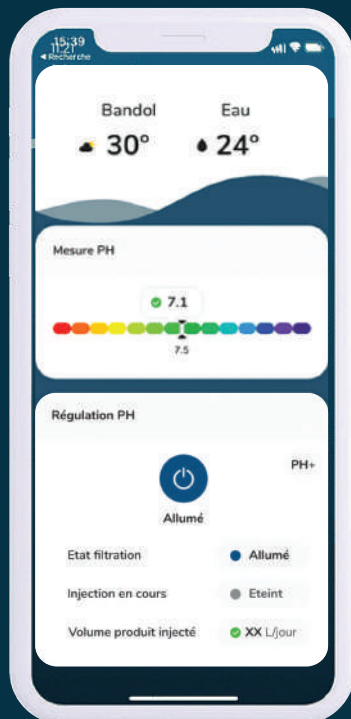 15:39
11:21
◀ Recherche
Bandol Eau
30° 24°
Mesure PH
7.1
7.5
Régulation PH
PH+
Allumé
Etat filtration Allumé
Injection en cours Eteint
Volume produit injecté XX L/jour